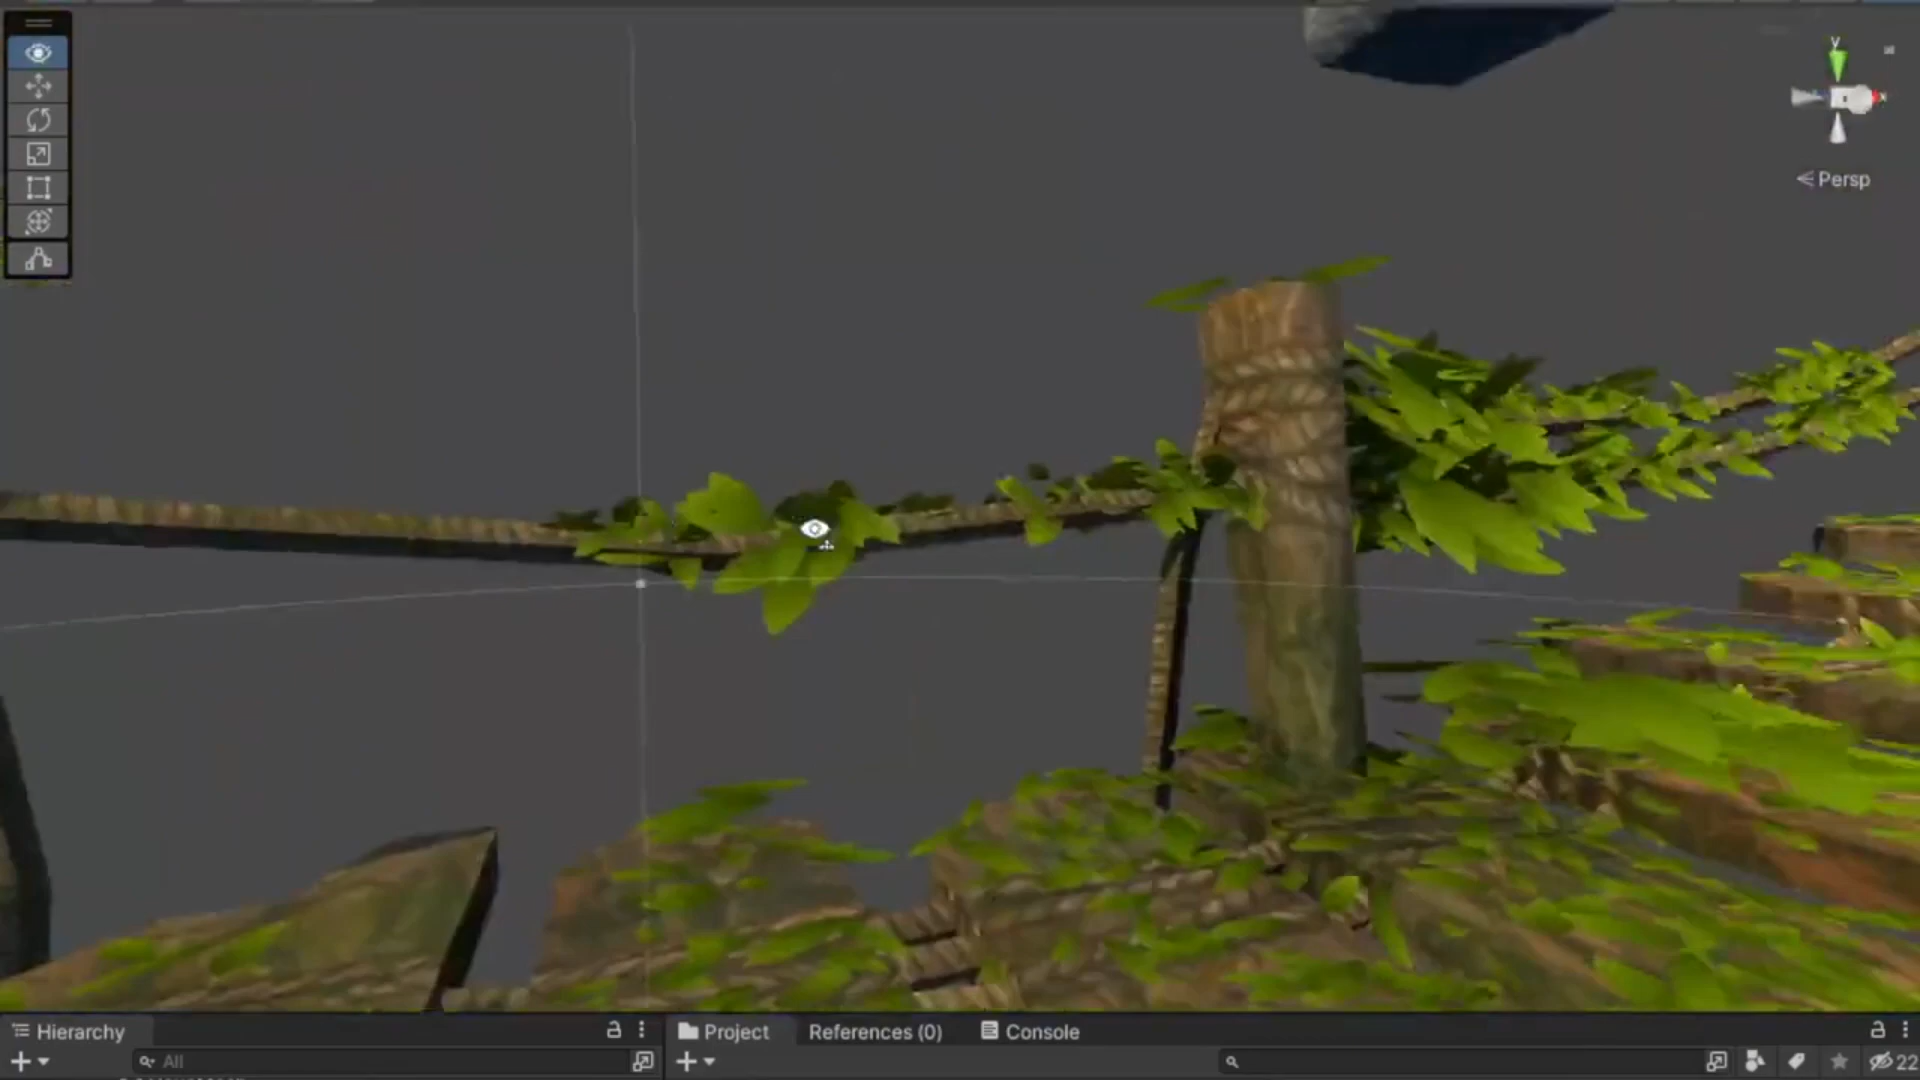 y
x
Persp
Hierarchy
Project
References (0)
Console
All
22